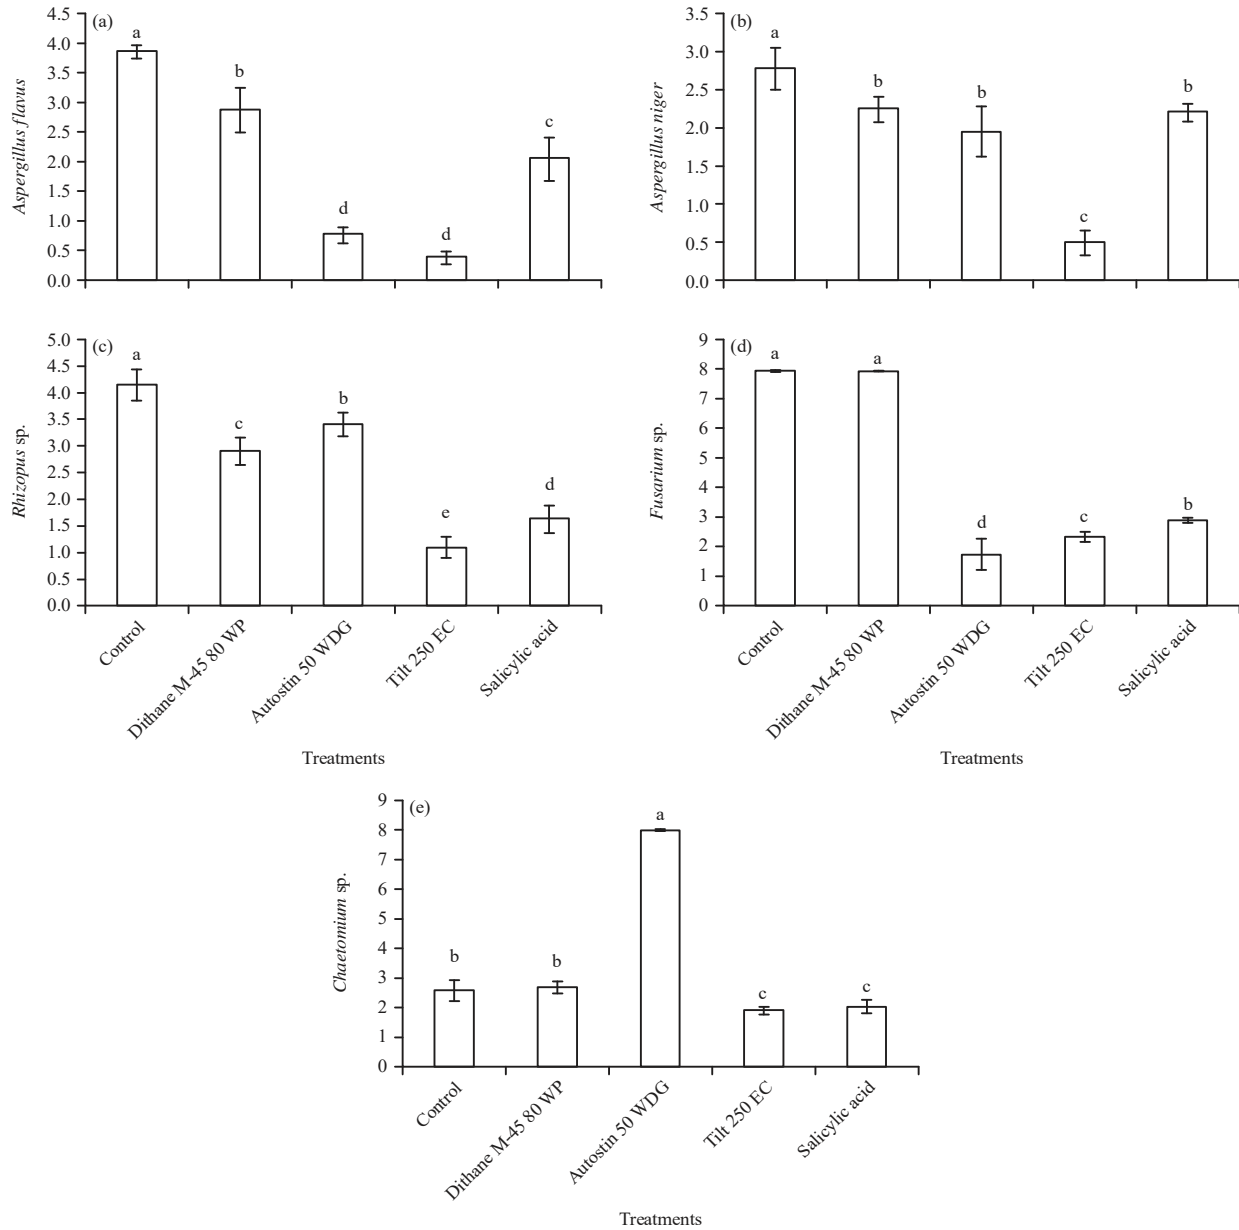 (a)
Aspergillus flavus
4.5
4.0
3.5
3.0
2.5
2.0
1.5
1.0
0.5
0.0
a
b
d
d
c
(b)
Aspergillus niger
3.5
3.0
2.5
2.0
1.5
1.0
0.5
0.0
a
b
b
c
b
(c)
Rhizopus sp.
5.0
4.5
4.0
3.5
3.0
2.5
2.0
1.5
1.0
0.5
0.0
a
c
b
e
d
Control
Dithane M-45 80 WP
Autostin 50 WDG
Tilt 250 EC
Salicylic acid
Treatments
(d)
Fusarium sp.
9
8
7
6
5
4
3
2
1
0
a
a
d
c
b
Control
Dithane M-45 80 WP
Autostin 50 WDG
Tilt 250 EC
Salicylic acid
Treatments
(e)
Chaetomium sp.
9
8
7
6
5
4
3
2
1
0
b
b
a
c
c
Control
Dithane M-45 80 WP
Autostin 50 WDG
Tilt 250 EC
Salicylic acid
Treatments